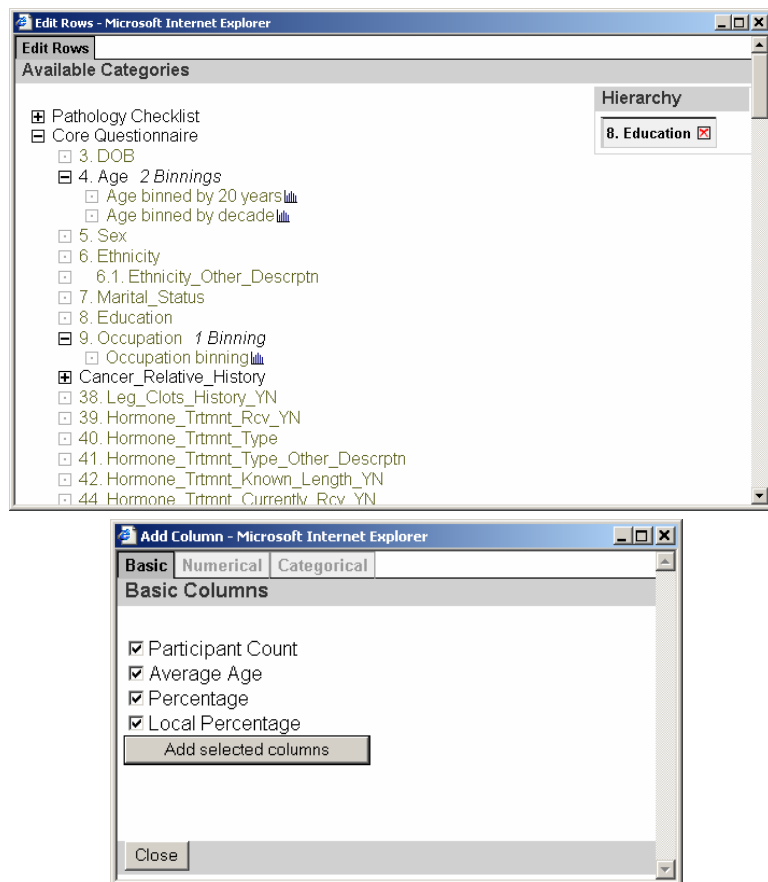 Edit Rows - Microsoft Internet Explorer
Edit Rows
Available Categories
Hierarchy
8. Education
Pathology Checklist
Core Questionnaire
3. DOB
4. Age 2 Binnings
Age binned by 20 years
Age binned by decade
5. Sex
6. Ethnicity
6.1. Ethnicity_Other_Descrptn
7. Marital_Status
8. Education
9. Occupation 1 Binning
Occupation binning
Cancer_Relative_History
38. Leg_Clots_History_YN
39. Hormone_Trtmnt_Rcv_YN
40. Hormone_Trtmnt_Type
41. Hormone_Trtmnt_Type_Other_Descrptn
42. Hormone_Trtmnt_Known_Length_YN
44. Hormone_Trtmnt_Currently_Rcv_YN
Add Column - Microsoft Internet Explorer
Basic Numerical Categorical
Basic Columns
Participant Count
Average Age
Percentage
Local Percentage
Add selected columns
Close